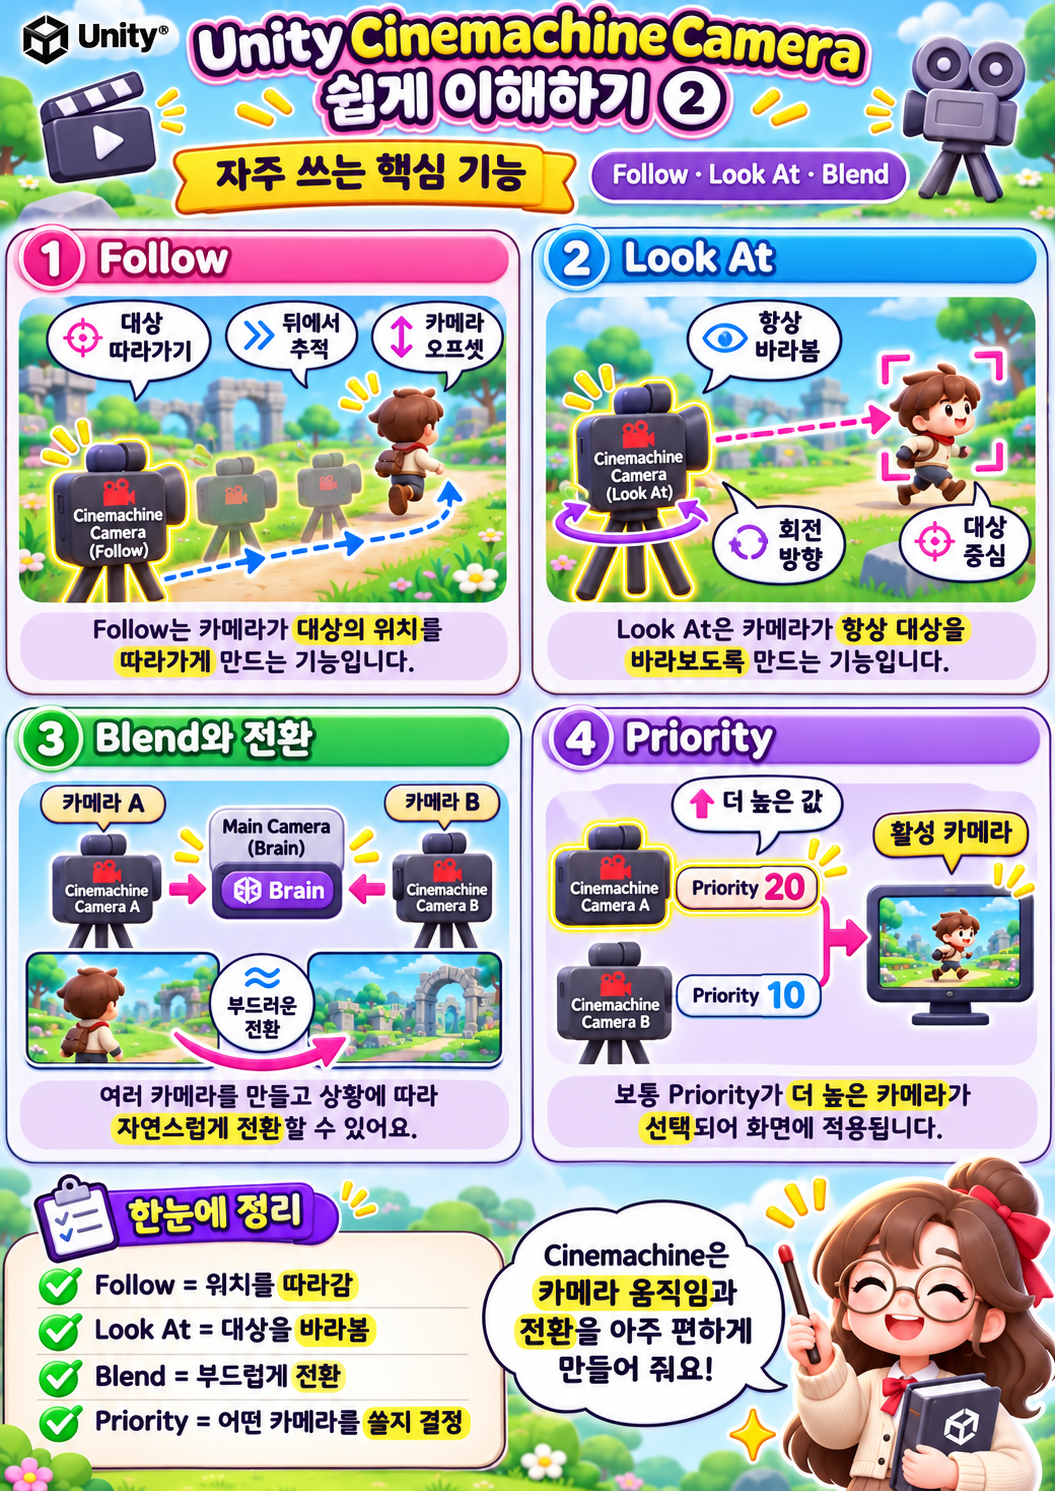 Unity®
Unity Cinemachine Camera
쉽게 이해하기 2
자주 쓰는 핵심 기능
Follow · Look At · Blend
1 Follow
대상
따라가기
뒤에서
추적
카메라
오프셋
Cinemachine
Camera
(Follow)
Follow는 카메라가 대상의 위치를
따라가게 만드는 기능입니다.
2 Look At
항상
바라봄
Cinemachine
Camera
(Look At)
회전
방향
대상
중심
Look At은 카메라가 항상 대상을
바라보도록 만드는 기능입니다.
3 Blend와 전환
카메라 A
카메라 B
Main Camera
(Brain)
Brain
Cinemachine
Camera A
Cinemachine
Camera B
부드러운
전환
여러 카메라를 만들고 상황에 따라
자연스럽게 전환할 수 있어요.
4 Priority
더 높은 값
활성 카메라
Cinemachine
Camera A
Priority 20
Cinemachine
Camera B
Priority 10
보통 Priority가 더 높은 카메라가
선택되어 화면에 적용됩니다.
한눈에 정리
Follow = 위치를 따라감
Look At = 대상을 바라봄
Blend = 부드럽게 전환
Priority = 어떤 카메라를 쓸지 결정
Cinemachine은
카메라 움직임과
전환을 아주 편하게
만들어 줘요!